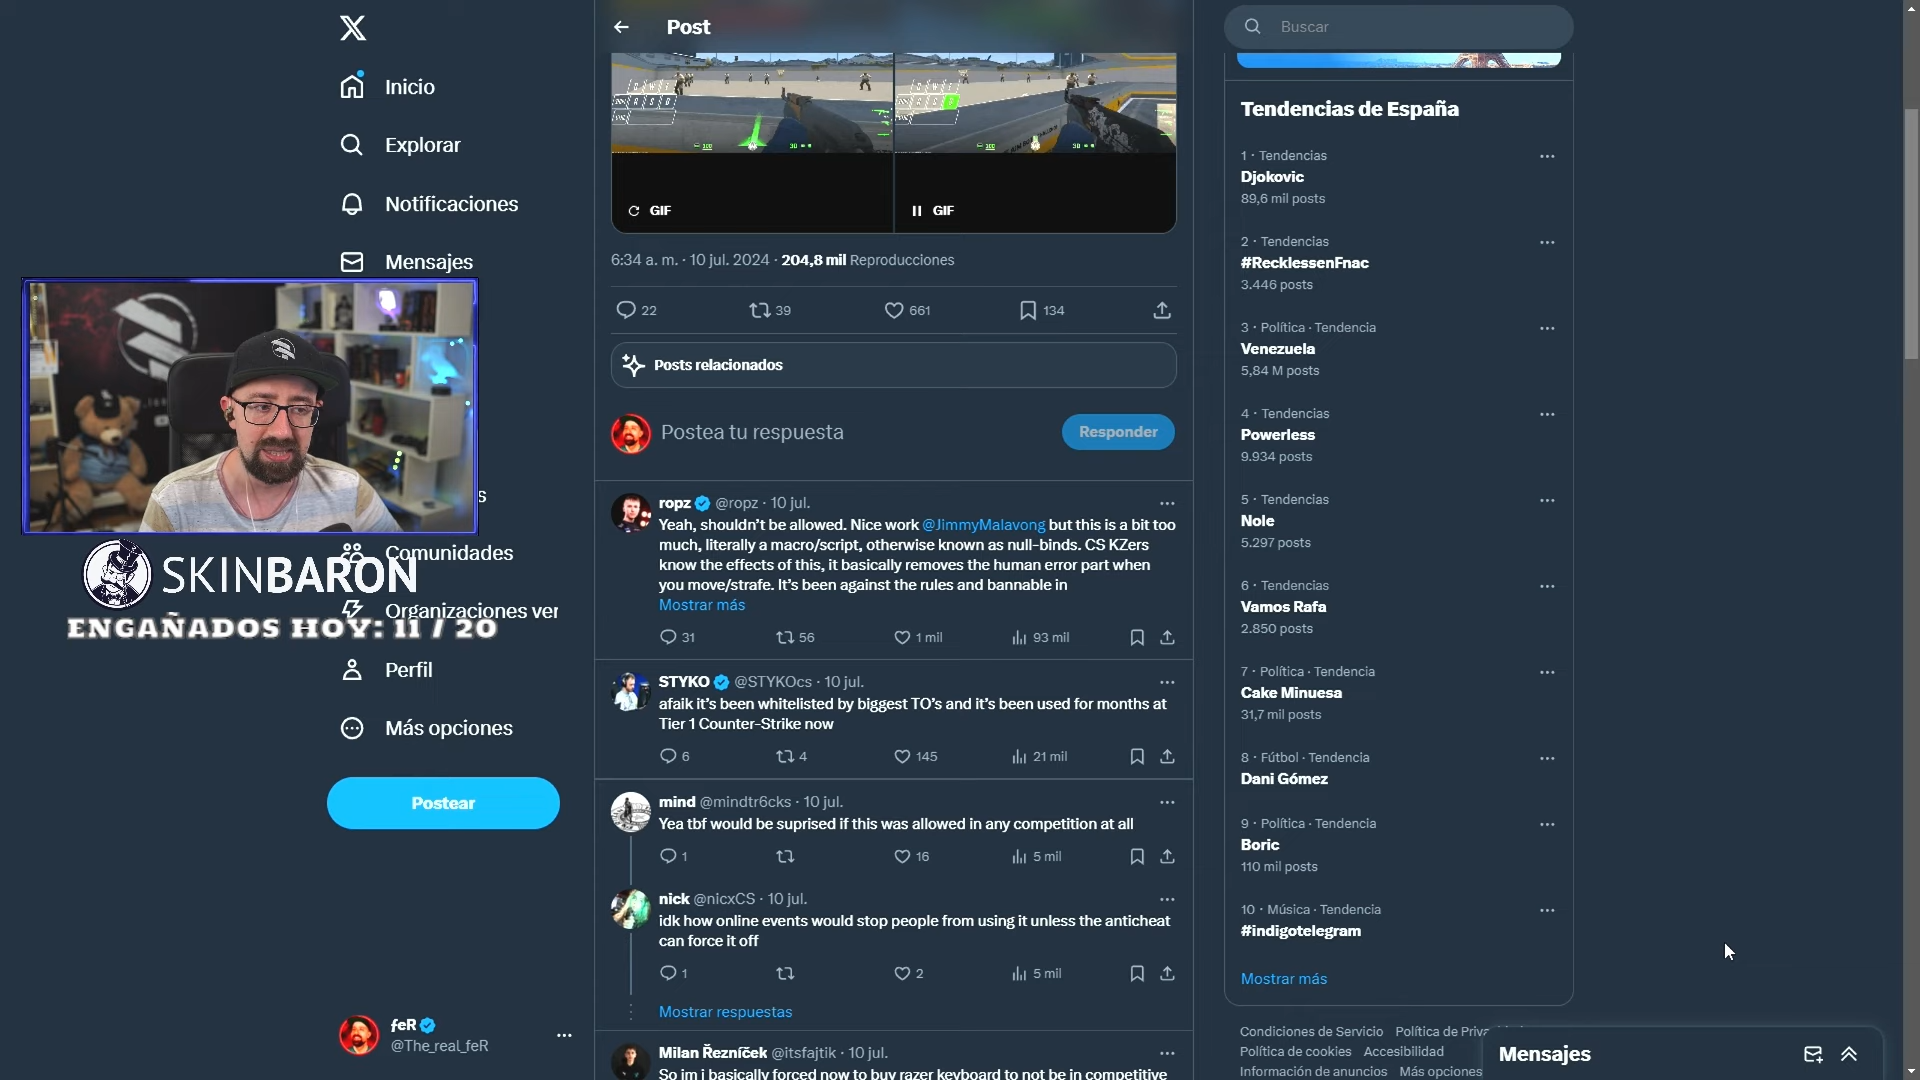 Inicio
Explorar
Notificaciones
Mensajes
s
SKINBARON
Comunidades
Organizaciones ver
ENGAÑADOS HOY: 11 / 20
Perfil
Más opciones
Postear
feR
@The_real_feR
Post
GIF
GIF
6:34 a. m. · 10 jul. 2024 · 204,8 mil Reproducciones
22 39 661 134
Posts relacionados
Postea tu respuesta
Responder
ropz @ropz · 10 jul.
Yeah, shouldn't be allowed. Nice work @JimmyMalavong but this is a bit too
much, literally a macro/script, otherwise known as null-binds. CS KZers
know the effects of this, it basically removes the human error part when
you move/strafe. It's been against the rules and bannable in
Mostrar más
31 56 1 mil 93 mil
STYKO @STYKOcs · 10 jul.
afaik it's been whitelisted by biggest TO's and it's been used for months at
Tier 1 Counter-Strike now
6 4 145 21 mil
mind @mindtr6cks · 10 jul.
Yea tbf would be suprised if this was allowed in any competition at all
1 16 5 mil
nick @nicxCS · 10 jul.
idk how online events would stop people from using it unless the anticheat
can force it off
1 2 5 mil
Mostrar respuestas
Milan Řezníček @itsfajtik · 10 jul.
So im i basically forced now to buy razer keyboard to not be in competitive
Buscar
Tendencias de España
1 · Tendencias
Djokovic
89,6 mil posts
2 · Tendencias
#RecklessenFnac
3.446 posts
3 · Política · Tendencia
Venezuela
5,84 M posts
4 · Tendencias
Powerless
9.934 posts
5 · Tendencias
Nole
5.297 posts
6 · Tendencias
Vamos Rafa
2.850 posts
7 · Política · Tendencia
Cake Minuesa
31,7 mil posts
8 · Fútbol · Tendencia
Dani Gómez
9 · Política · Tendencia
Boric
110 mil posts
10 · Música · Tendencia
#indigotelegram
Mostrar más
Condiciones de Servicio Política de
Política de cookies Accesibilidad
Información de anuncios Más opciones
Mensajes